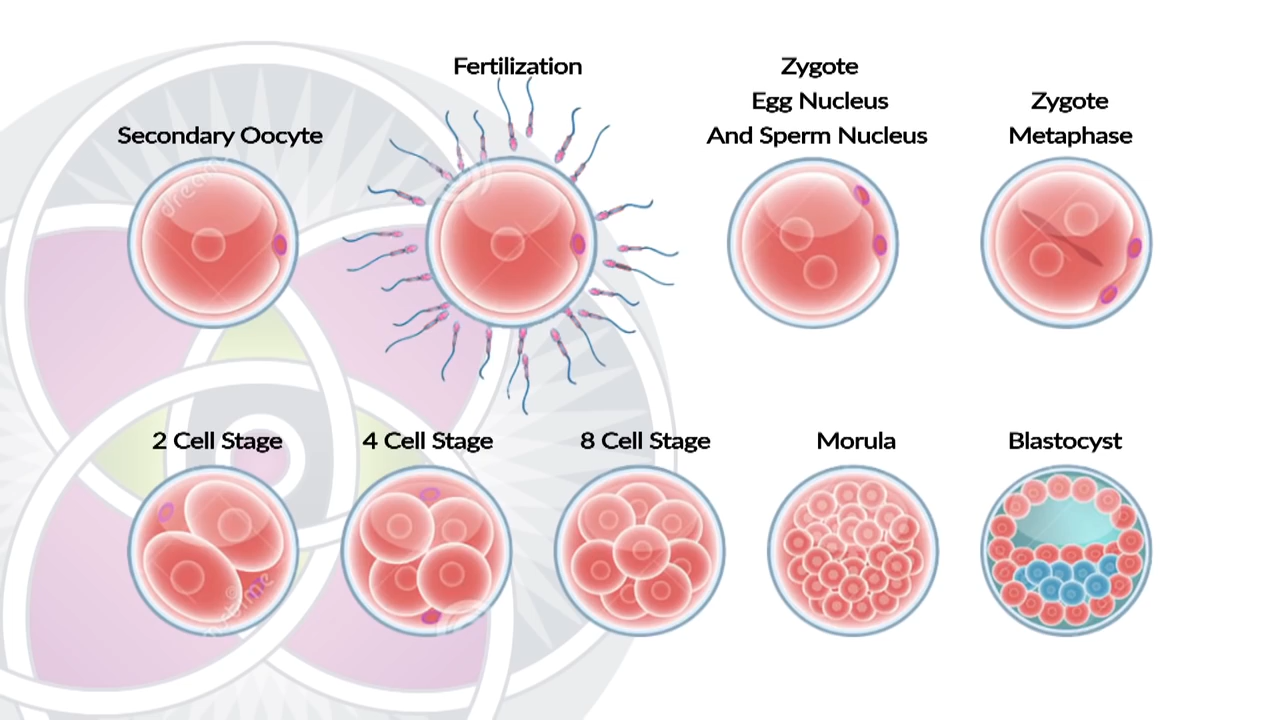 Fertilization
Zygote
Egg Nucleus
And Sperm Nucleus
Zygote
Metaphase
Secondary Oocyte
2 Cell Stage
4 Cell Stage
8 Cell Stage
Morula
Blastocyst